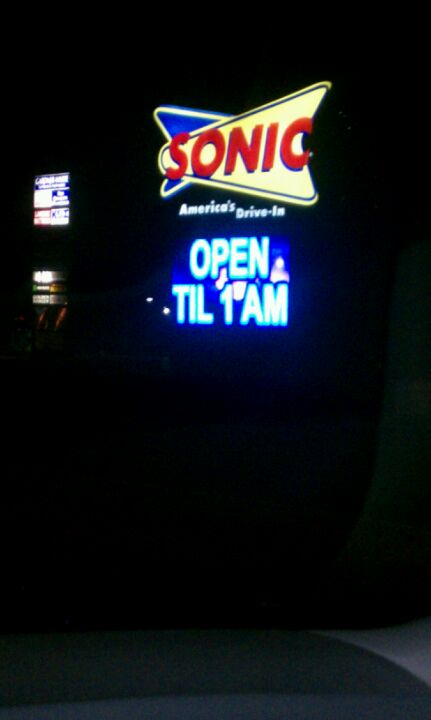 SONIC
America's Drive-In
OPEN
TIL 1 AM